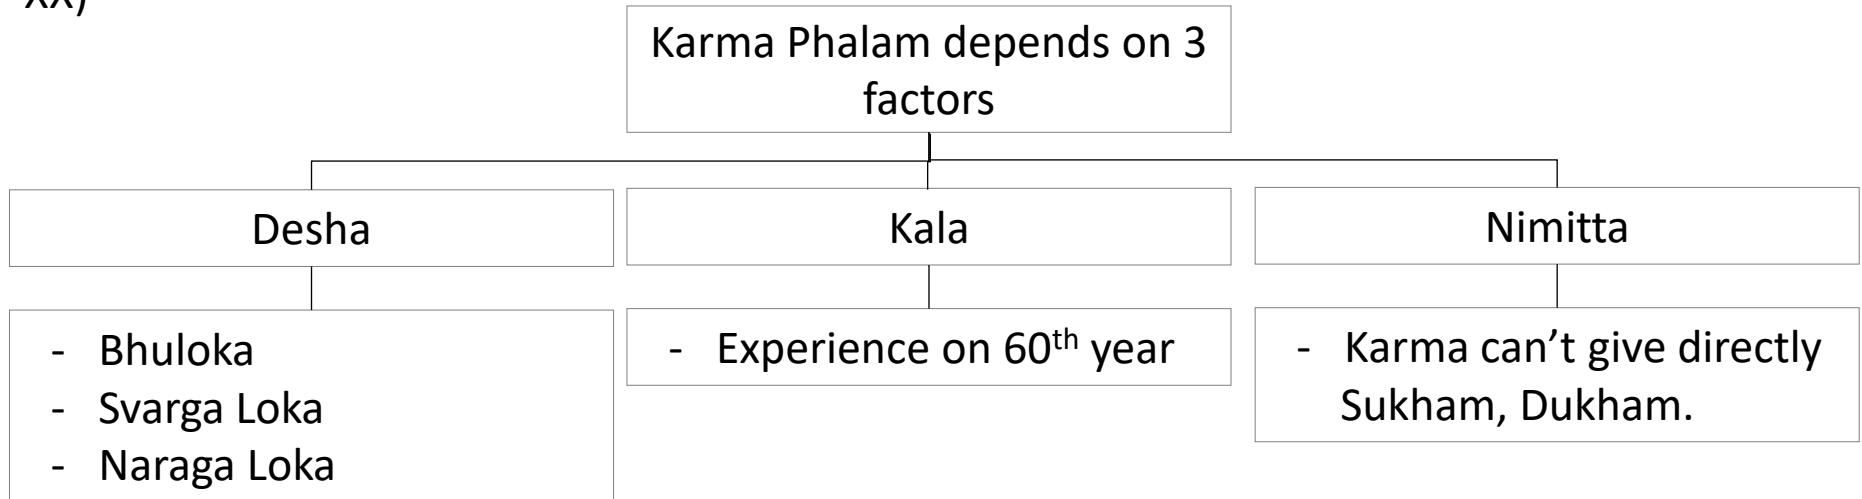 XX)
Karma Phalam depends on 3
factors
Desha
Kala
Nimitta
- Bhuloka
- Svarga Loka
- Naraga Loka
- Experience on 60th year
- Karma can’t give directly
Sukham, Dukham.